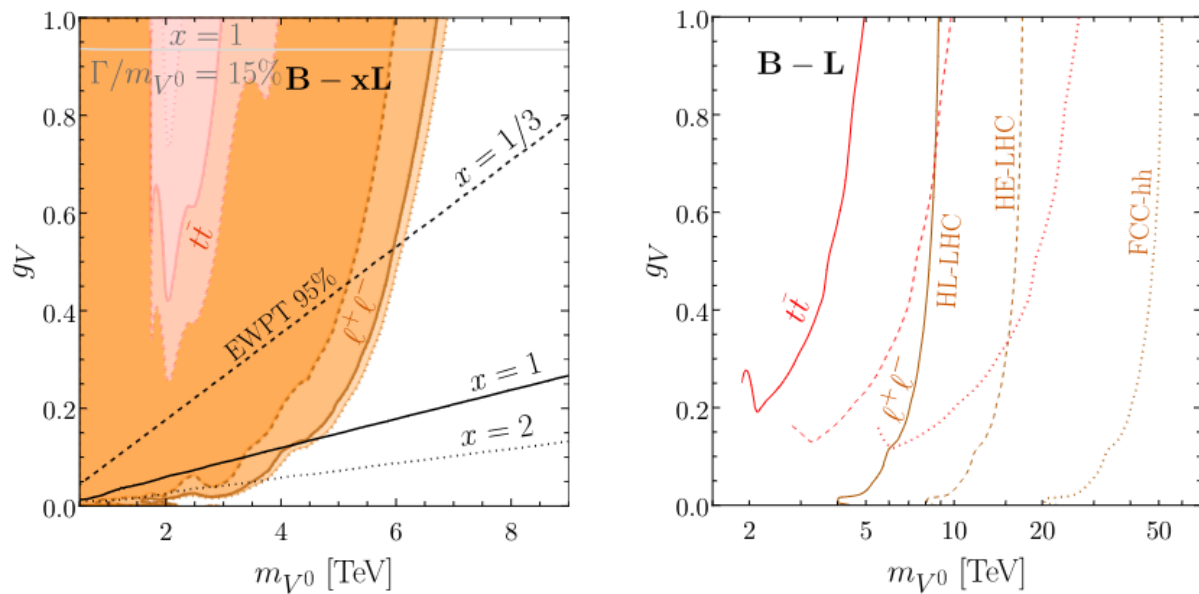 x = 1
Γ/m_{V⁰} = 15%
B − xL
x = 1/3
tt̄
EWPT 95%
ℓ⁺ℓ⁻
x = 1
x = 2
1.0
0.8
0.6
0.4
0.2
0.0
g_V
2
4
6
8
m_{V⁰} [TeV]
B − L
HL-LHC
HE-LHC
FCC-hh
tt̄
ℓ⁺ℓ⁻
1.0
0.8
0.6
0.4
0.2
0.0
g_V
2
5
10
20
50
m_{V⁰} [TeV]